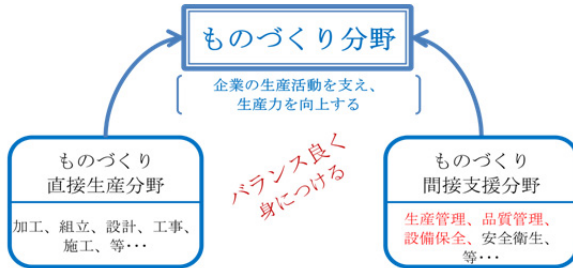 ものづくり分野
企業の生産活動を支え、
生産力を向上する
バランス良く
身につける
ものづくり
直接生産分野
加工、組立、設計、工事、
施工、等･･･
ものづくり
間接支援分野
生産管理、品質管理、
設備保全、安全衛生、
等･･･